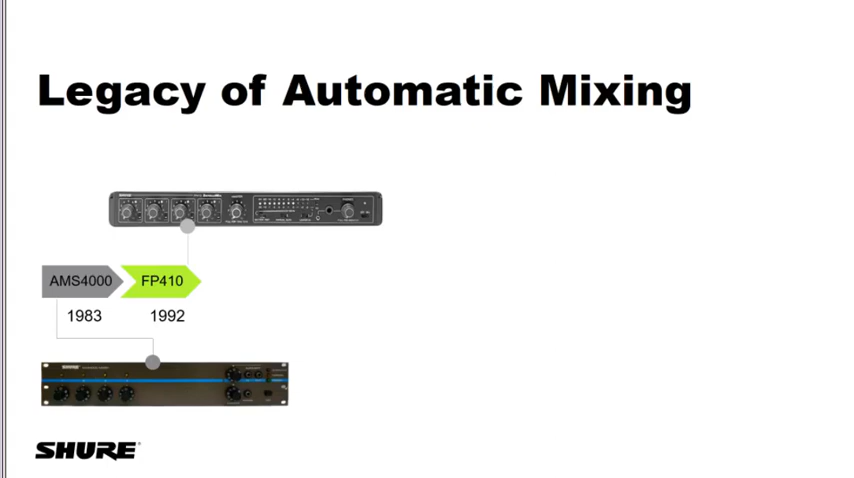 Legacy of Automatic Mixing
AMS4000
FP410
1983
1992
SHURE